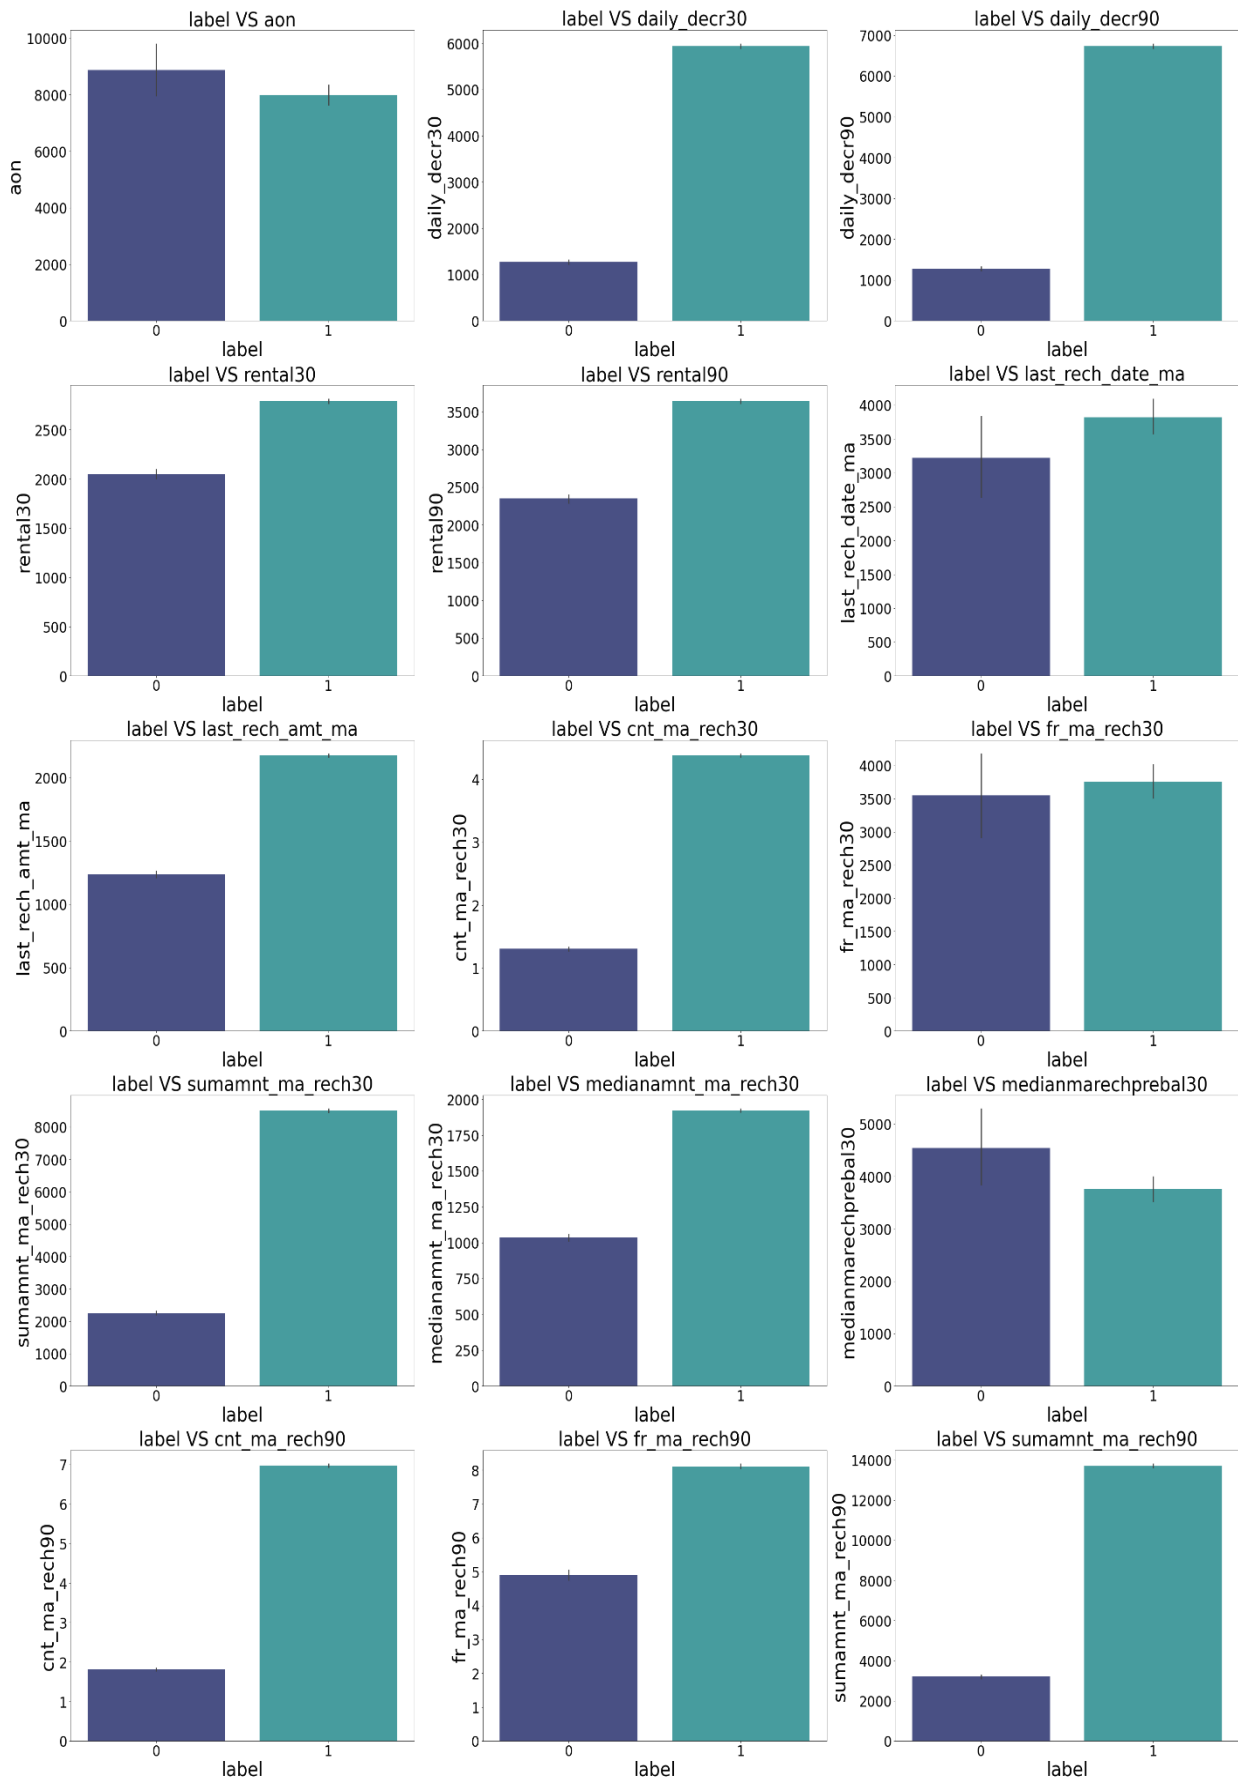 label VS aon
10000
8000
6000
4000
2000
0
aon
0 1
label
label VS daily_decr30
6000
5000
4000
3000
2000
1000
0
daily_decr30
0 1
label
label VS daily_decr90
7000
6000
5000
4000
3000
2000
1000
0
daily_decr90
0 1
label
label VS rental30
2500
2000
1500
1000
500
0
rental30
0 1
label
label VS rental90
3500
3000
2500
2000
1500
1000
500
0
rental90
0 1
label
label VS last_rech_date_ma
4000
3500
3000
2500
2000
1500
1000
500
0
last_rech_date_ma
0 1
label
label VS last_rech_amt_ma
2000
1500
1000
500
0
last_rech_amt_ma
0 1
label
label VS cnt_ma_rech30
4
3
2
1
0
cnt_ma_rech30
0 1
label
label VS fr_ma_rech30
4000
3500
3000
2500
2000
1500
1000
500
0
fr_ma_rech30
0 1
label
label VS sumamnt_ma_rech30
8000
7000
6000
5000
4000
3000
2000
1000
0
sumamnt_ma_rech30
0 1
label
label VS medianamnt_ma_rech30
2000
1750
1500
1250
1000
750
500
250
0
medianamnt_ma_rech30
0 1
label
label VS medianmarechprebal30
5000
4000
3000
2000
1000
0
medianmarechprebal30
0 1
label
label VS cnt_ma_rech90
7
6
5
4
3
2
1
0
cnt_ma_rech90
0 1
label
label VS fr_ma_rech90
8
7
6
5
4
3
2
1
0
fr_ma_rech90
0 1
label
label VS sumamnt_ma_rech90
14000
12000
10000
8000
6000
4000
2000
0
sumamnt_ma_rech90
0 1
label